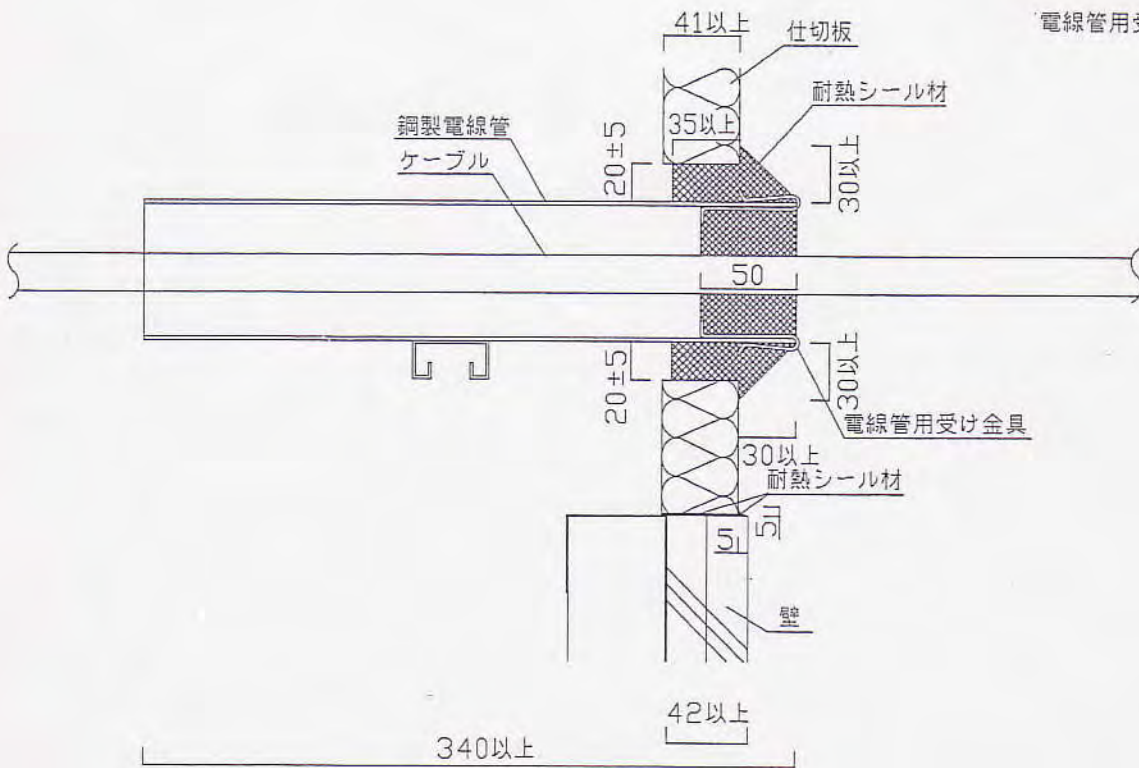 41以上
仕切板
電線管用受
耐熱シール材
鋼製電線管
35以上
ケーブル
20±5
30以上
50
20±5
30以上
電線管用受け金具
30以上
耐熱シール材
5
5
壁
42以上
340以上